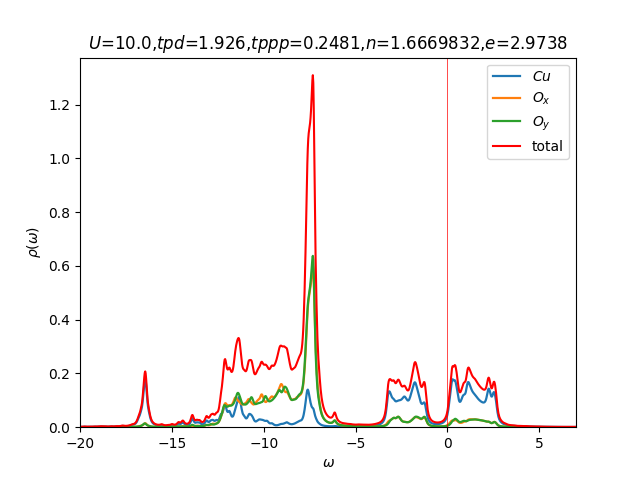 U=10.0,tpd=1.926,tppp=0.2481,n=1.6669832,e=2.9738
Cu
Oₓ
O_y
total
ρ(ω)
1.2
1.0
0.8
0.6
0.4
0.2
0.0
−20 −15 −10 −5 0 5
ω